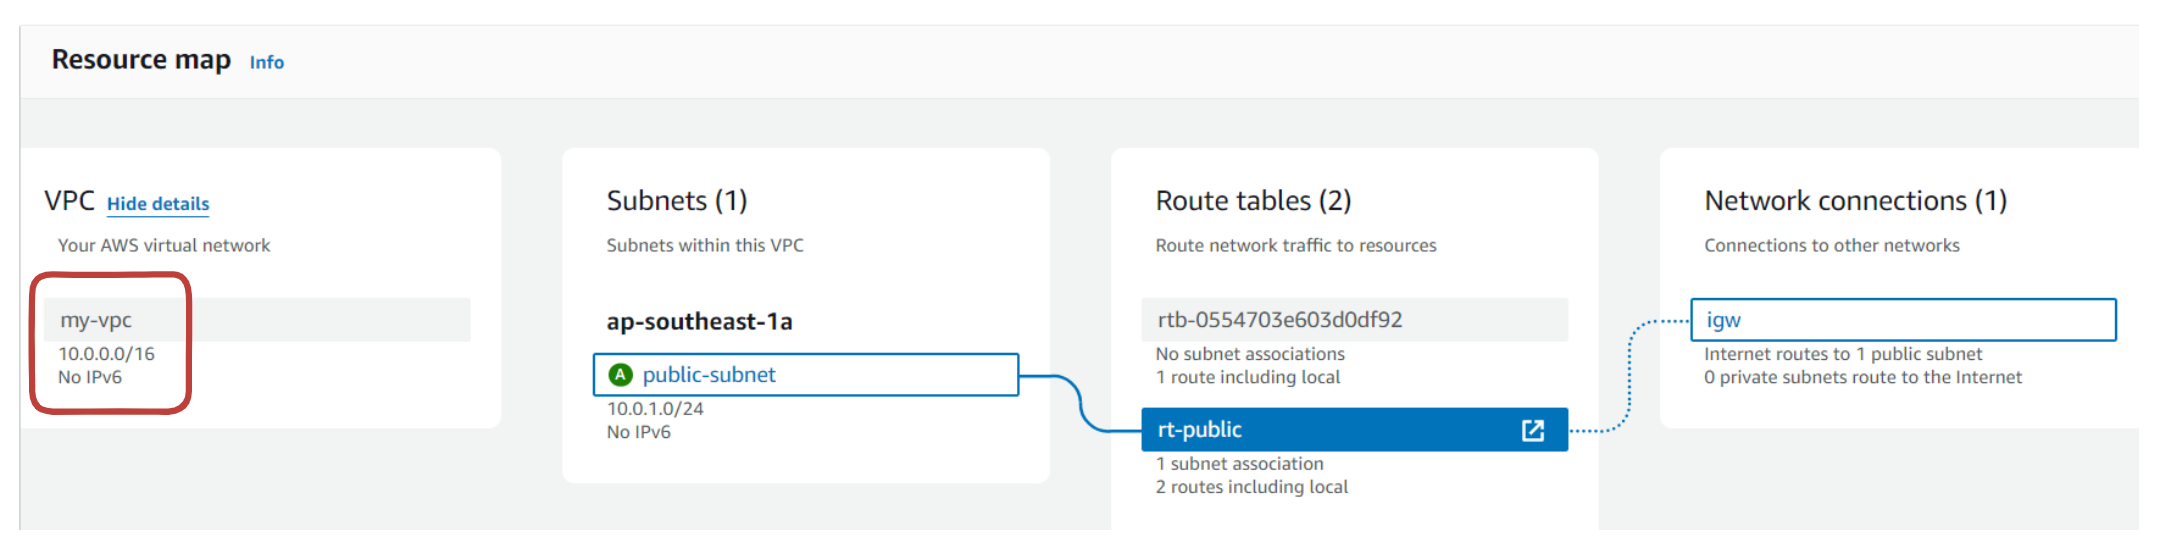 Resource map Info
VPC Hide details
Your AWS virtual network
my-vpc
10.0.0.0/16
No IPv6
Subnets (1)
Subnets within this VPC
ap-southeast-1a
A public-subnet
10.0.1.0/24
No IPv6
Route tables (2)
Route network traffic to resources
rtb-0554703e603d0df92
No subnet associations
1 route including local
rt-public
1 subnet association
2 routes including local
Network connections (1)
Connections to other networks
igw
Internet routes to 1 public subnet
0 private subnets route to the Internet